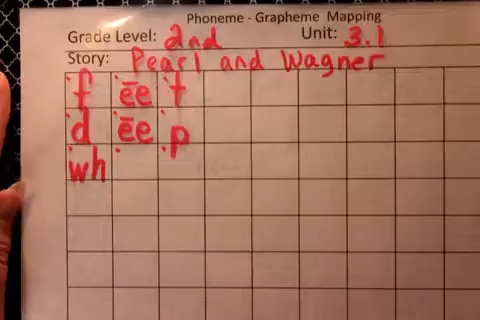 Phoneme - Grapheme Mapping
Grade Level: 2nd Unit: 3.1
Story: Pearl and Wagner
f ēe t
d ēe p
wh